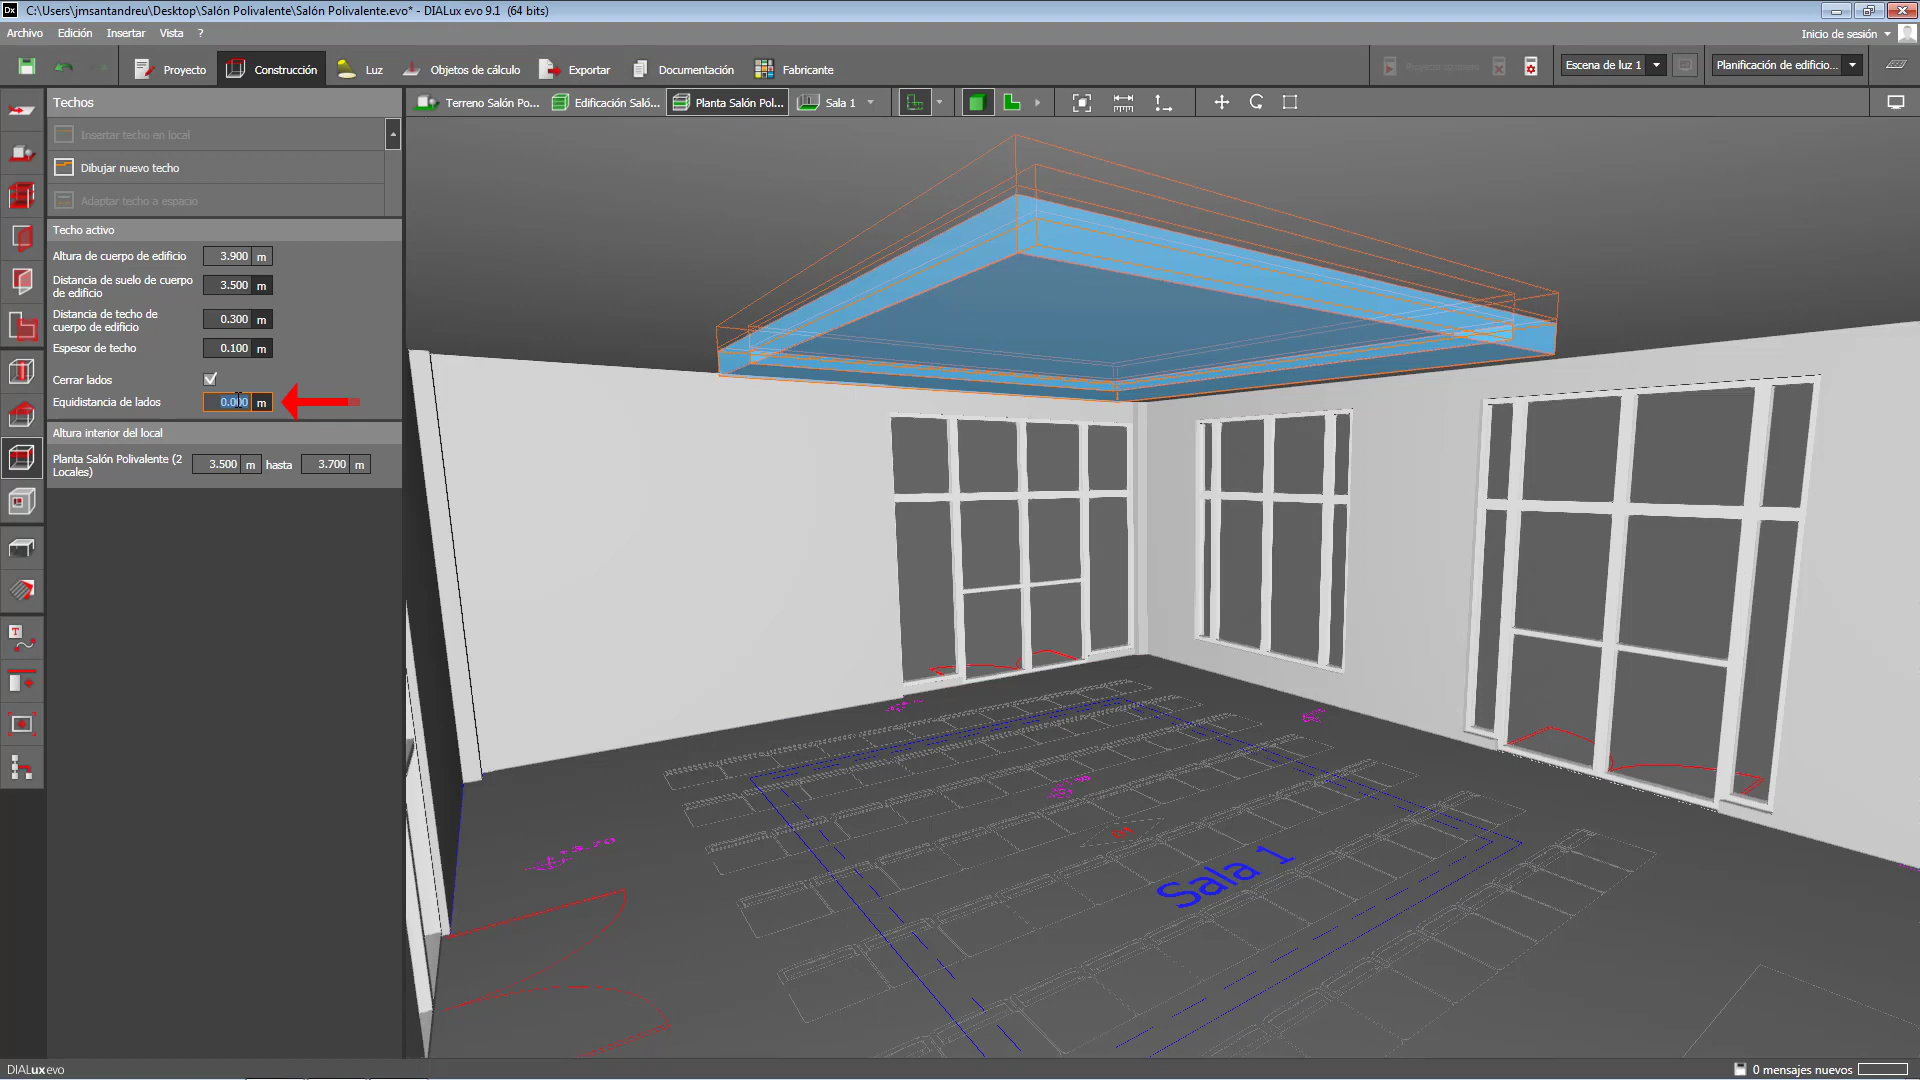 C:\Users\jmsantandreu\Desktop\Salón Polivalente\Salón Polivalente.evo* - DIALux evo 9.1 (64 bits)
Archivo Edición Insertar Vista ?
Inicio de sesión
Proyecto Construcción Luz Objetos de cálculo Exportar Documentación Fabricante
Escena de luz 1 Planificación de edificio...
Techos
Terreno Salón Po... Edificación Saló... Planta Salón Pol... Sala 1
Insertar techo en local
Dibujar nuevo techo
Adaptar techo a espacio
Techo activo
Altura de cuerpo de edificio 3.900 m
Distancia de suelo de cuerpo
de edificio 3.500 m
Distancia de techo de
cuerpo de edificio 0.300 m
Espesor de techo 0.100 m
Cerrar lados
Equidistancia de lados 0.000 m
Altura interior del local
Planta Salón Polivalente (2
Locales) 3.500 m hasta 3.700 m
Sala 1
DIALux evo
0 mensajes nuevos